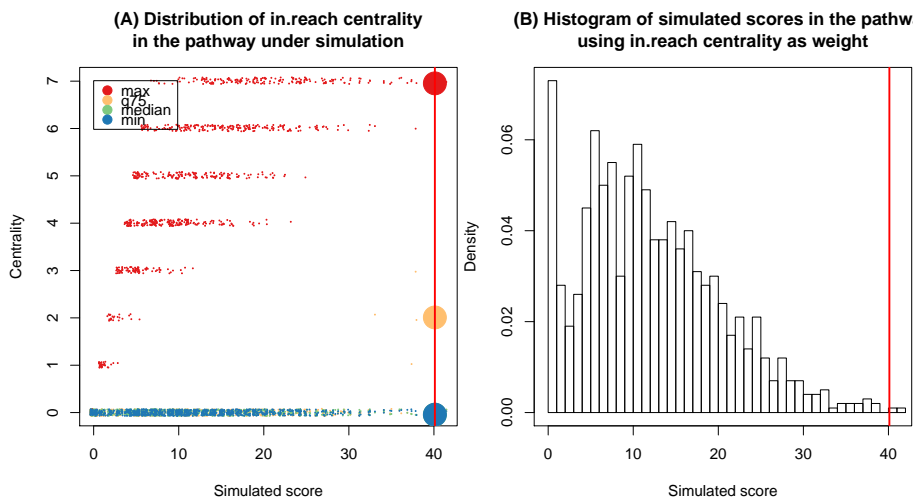 (A) Distribution of in.reach centrality
in the pathway under simulation
max
q75
median
min
7
6
5
4
3
2
1
0
Centrality
0 10 20 30 40
Simulated score
(B) Histogram of simulated scores in the pathw
using in.reach centrality as weight
0.06
0.04
0.02
0.00
Density
0 10 20 30 40
Simulated score